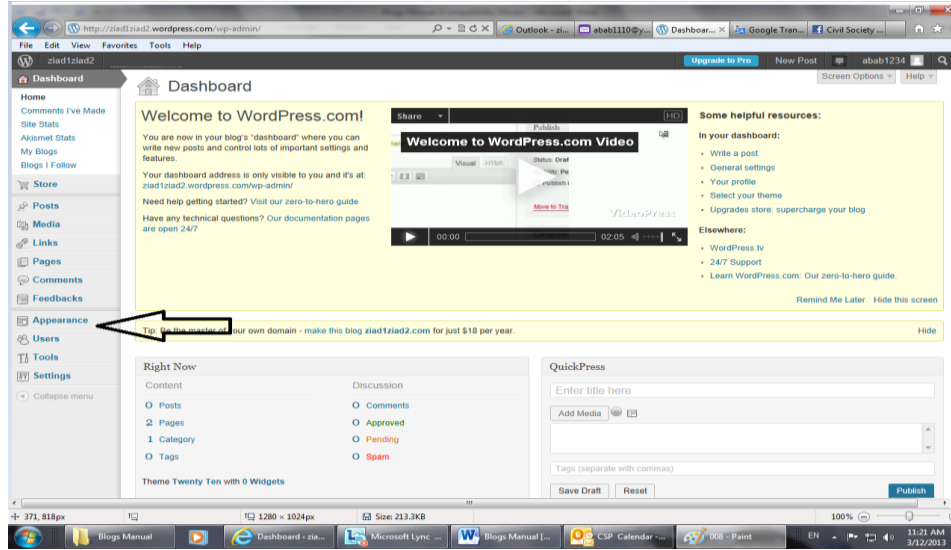 http://ziad1ziad2.wordpress.com/wp-admin/
Outlook - zi...
abab1110@y...
Dashboar...
Google Tran...
Civil Society ...
File Edit View Favorites Tools Help
ziad1ziad2
Upgrade to Pro
New Post
abab1234
Dashboard
Home
Comments I've Made
Site Stats
Akismet Stats
My Blogs
Blogs I Follow
Store
Posts
Media
Links
Pages
Comments
Feedbacks
Appearance
Users
Tools
Settings
Collapse menu
Screen Options
Help
Dashboard
Welcome to WordPress.com!
You are now in your blog's "dashboard" where you can
write new posts and control lots of important settings and
features.
Your dashboard address is only visible to you and it's at:
ziad1ziad2.wordpress.com/wp-admin/
Need help getting started? Visit our zero-to-hero guide
Have any technical questions? Our documentation pages
are open 24/7
Share
HD
Publish
Welcome to WordPress.com Video
Visual HTML
Status: Draf
Publish i
Move to Tra
VideoPress
00:00
02:05
Some helpful resources:
In your dashboard:
Write a post
General settings
Your profile
Select your theme
Upgrades store: supercharge your blog
Elsewhere:
WordPress.tv
24/7 Support
Learn WordPress.com: Our zero-to-hero guide.
Remind Me Later Hide this screen
Tip: Be the master of your own domain - make this blog ziad1ziad2.com for just $18 per year.
Hide
Right Now
Content
Discussion
0 Posts
0 Comments
2 Pages
0 Approved
1 Category
0 Pending
0 Tags
0 Spam
Theme Twenty Ten with 0 Widgets
QuickPress
Enter title here
Add Media
Tags (separate with commas)
Save Draft
Reset
Publish
371, 818px
1280 × 1024px
Size: 213.3KB
100%
Blogs Manual
Dashboard ‹ zia...
Microsoft Lync ...
Blogs Manual [...
CSP Calendar -...
008 - Paint
EN
11:21 AM
3/12/2013